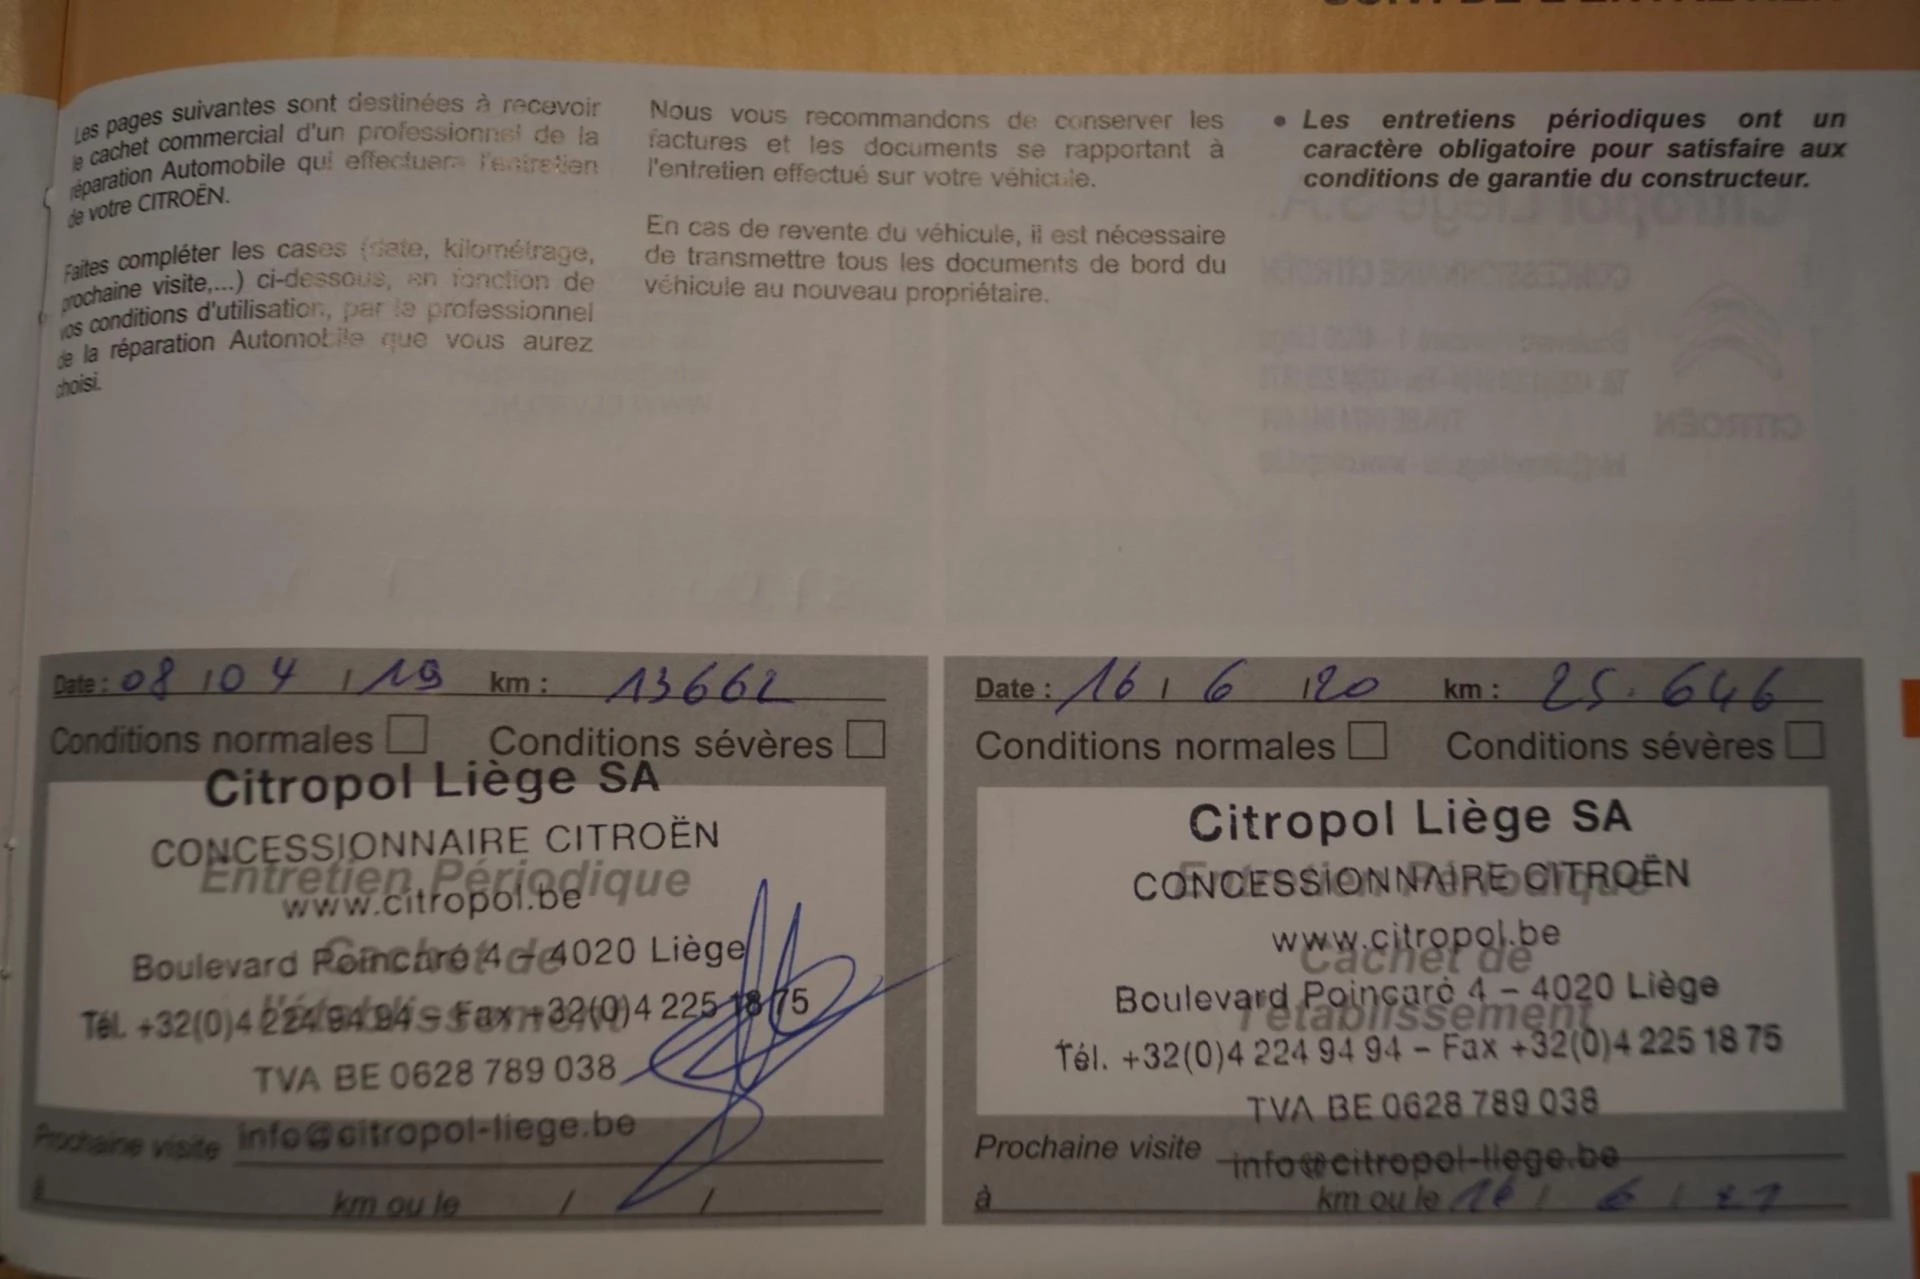 Les pages suivantes sont destinées à recevoir
le cachet commercial d'un professionnel de la
réparation Automobile qui effectuera l'entretien
de votre CITROËN.
Faites compléter les cases (date, kilométrage,
prochaine visite,...) ci-dessous, en fonction de
vos conditions d'utilisation, par le professionnel
de la réparation Automobile que vous aurez
choisi.
Nous vous recommandons de conserver les
factures et les documents se rapportant à
l'entretien effectué sur votre véhicule.
En cas de revente du véhicule, il est nécessaire
de transmettre tous les documents de bord du
véhicule au nouveau propriétaire.
• Les entretiens périodiques ont un
caractère obligatoire pour satisfaire aux
conditions de garantie du constructeur.
Date : 08 / 04 / 19 km : 13662
Conditions normales Conditions sévères
Citropol Liège SA
CONCESSIONNAIRE CITROËN
Entretien Périodique
www.citropol.be
Cachet de
Boulevard Poincaré 4 – 4020 Liège
l'établissement
Tél. +32(0)4 224 94 94 – Fax +32(0)4 225 18 75
TVA BE 0628 789 038
Prochaine visite info@citropol-liege.be
à km ou le / /
Date : 16 / 6 / 20 km : 25.646
Conditions normales Conditions sévères
Citropol Liège SA
Entretien Périodique
CONCESSIONNAIRE CITROËN
www.citropol.be
Cachet de
Boulevard Poincaré 4 – 4020 Liège
l'établissement
Tél. +32(0)4 224 94 94 – Fax +32(0)4 225 18 75
TVA BE 0628 789 038
Prochaine visite info@citropol-liege.be
à km ou le 16 / 6 / 21